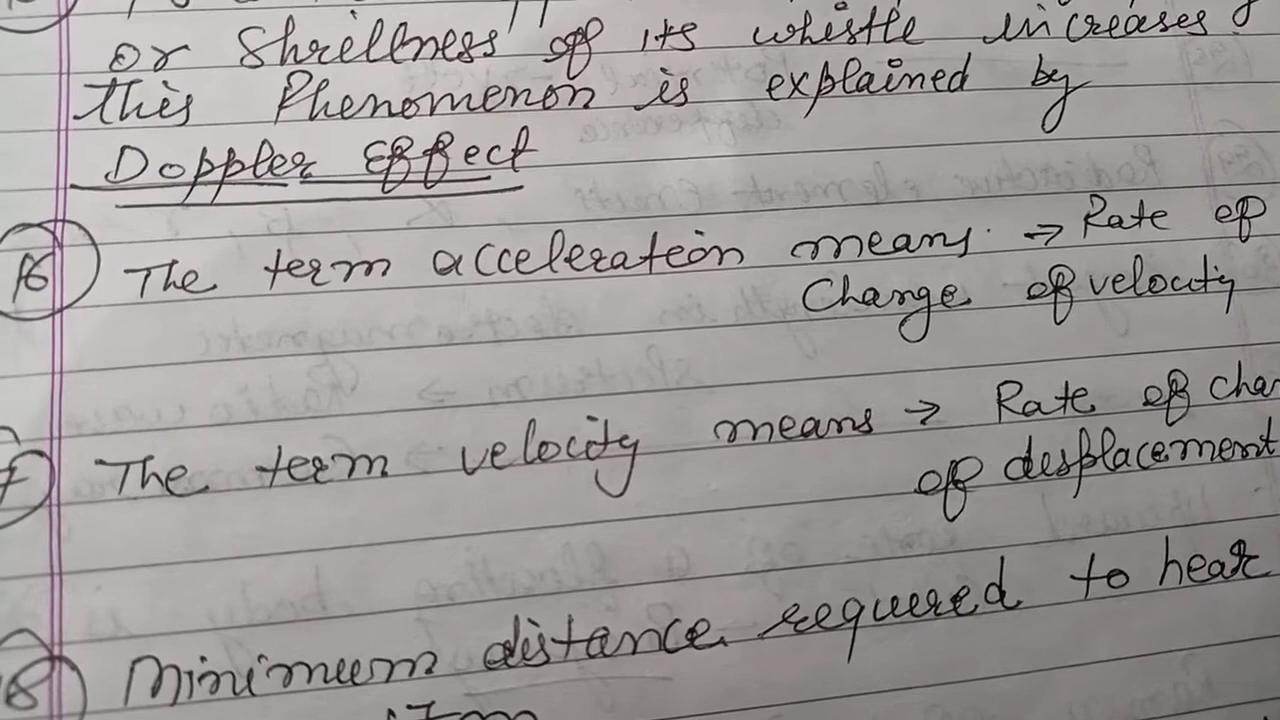 or Shrillness of its whistle increases
this Phenomenon is explained by
Doppler Effect
16 The term acceleration means → Rate of
Change of velocity
The term velocity means → Rate of cha
of displacement
8 Minimum distance required to hear
17m